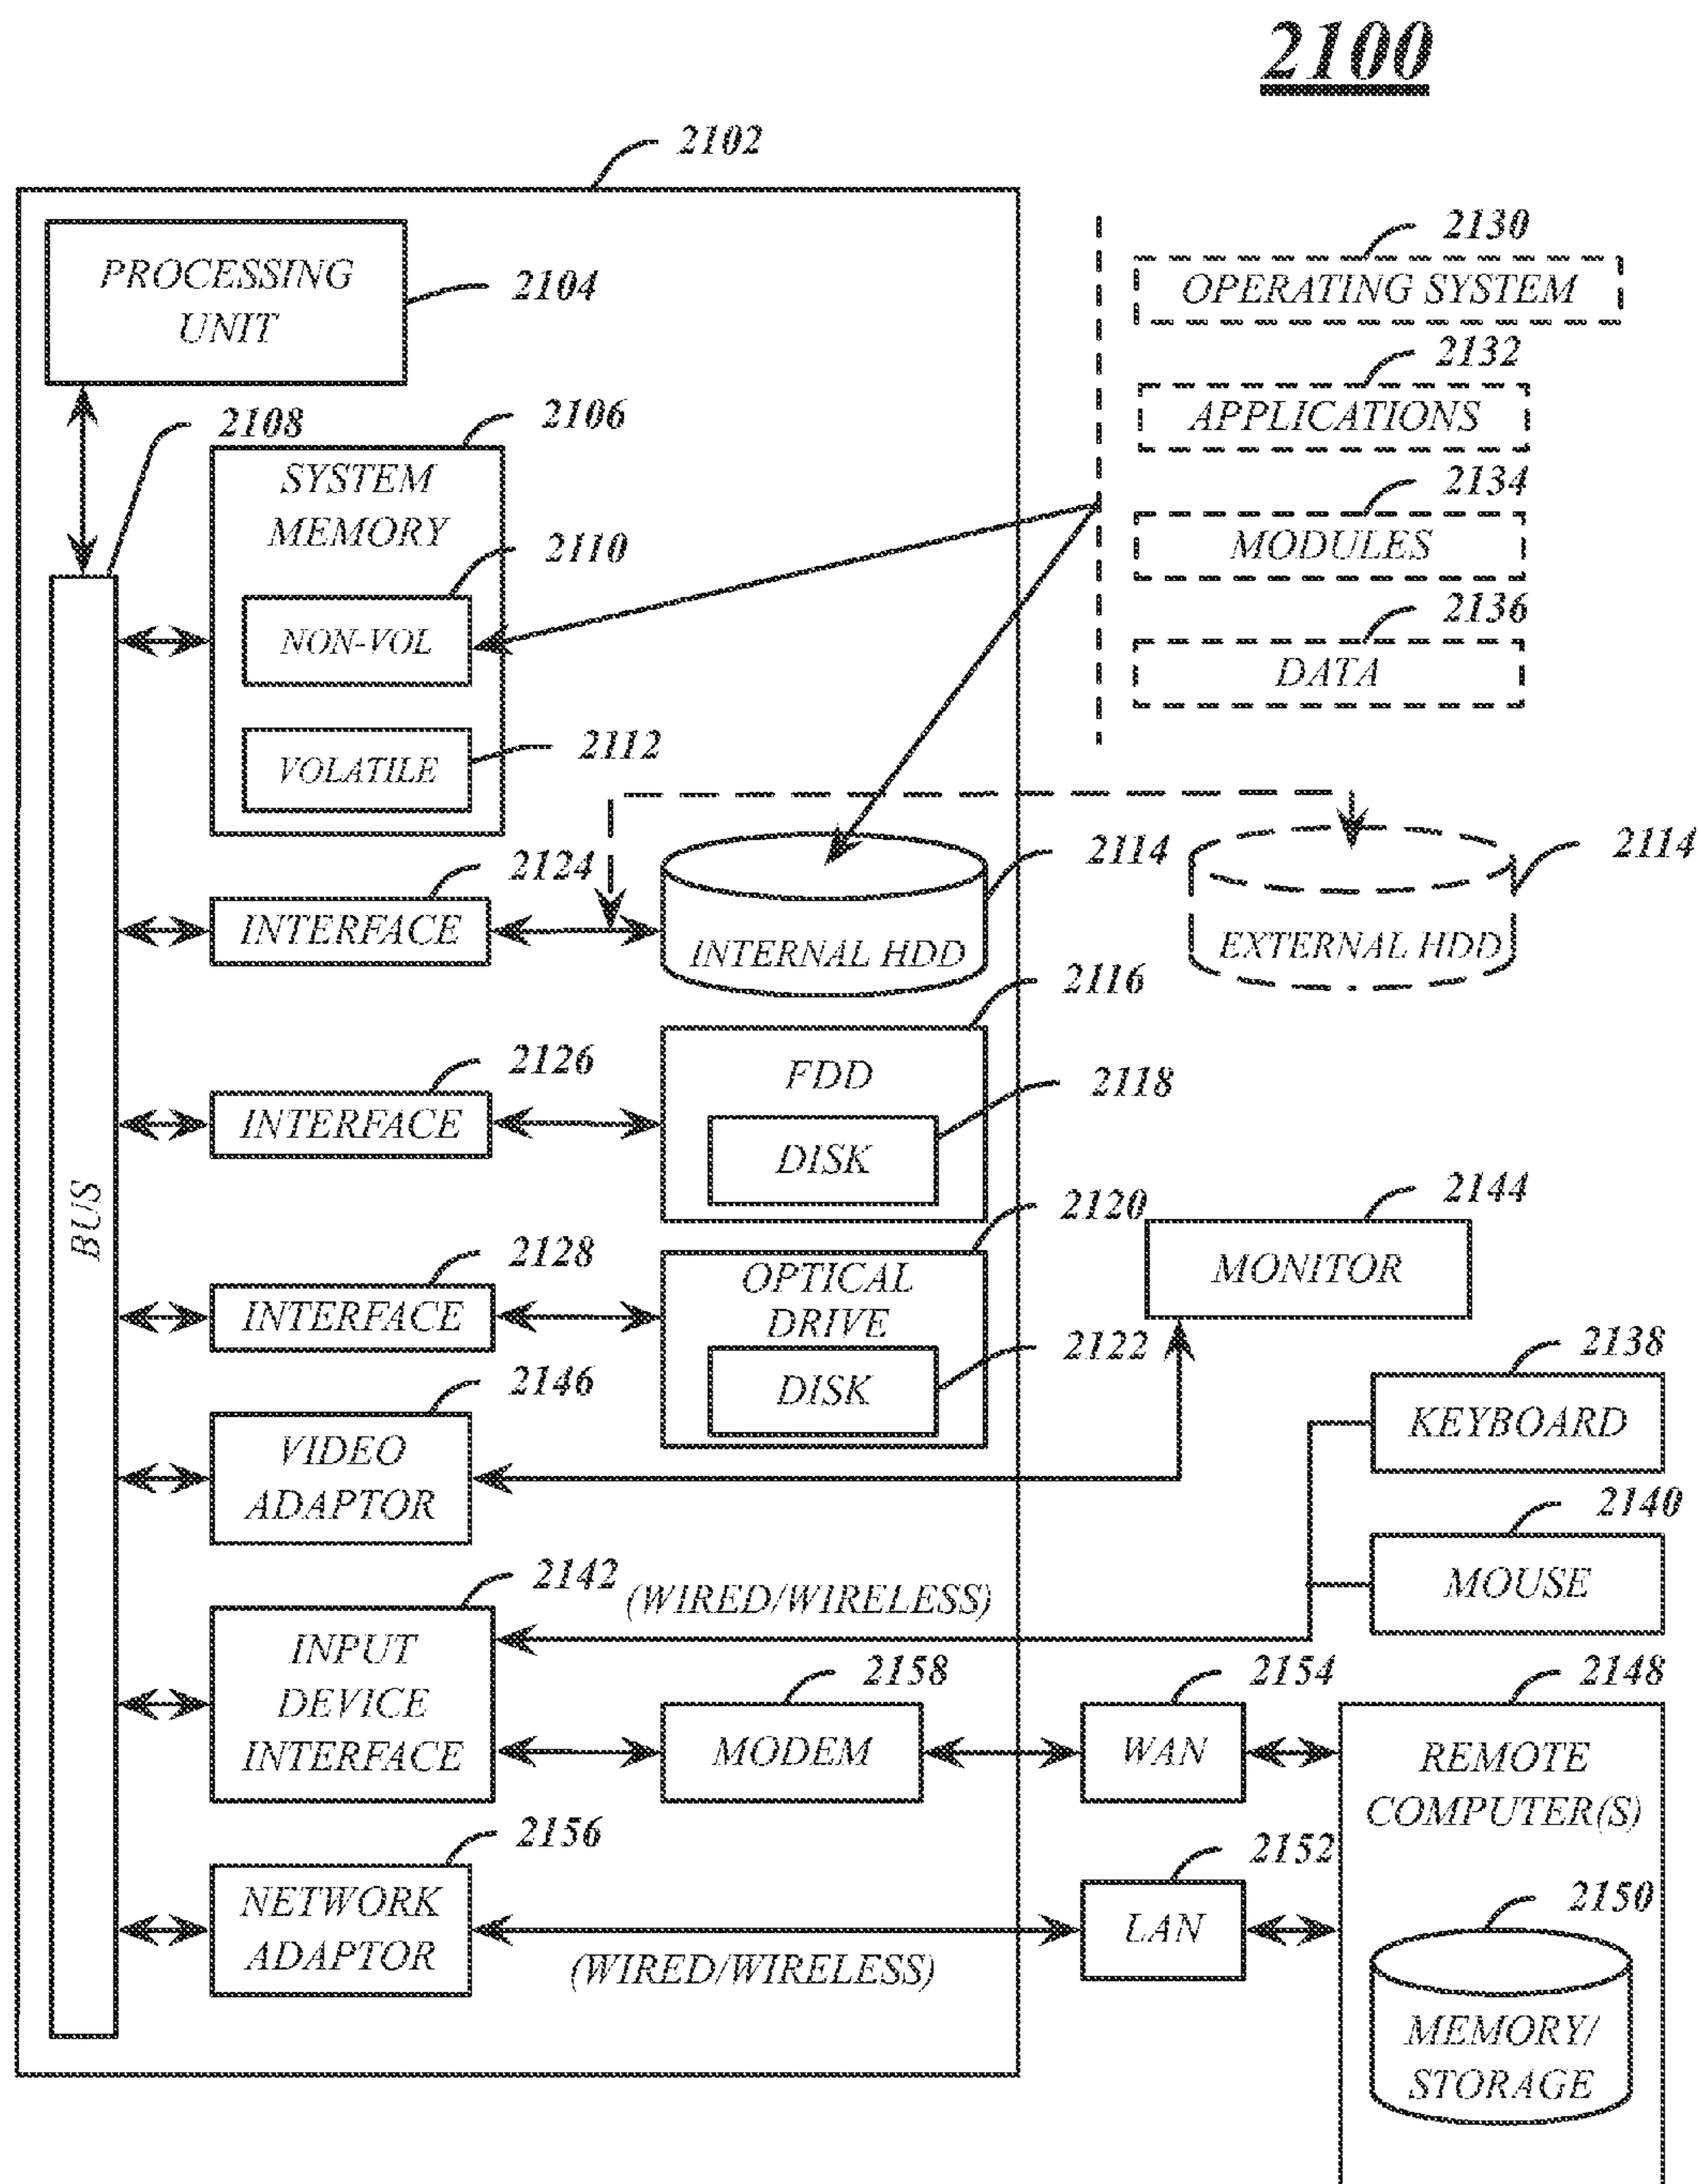 2100
2102
PROCESSING
UNIT
2104
2130
OPERATING SYSTEM
2132
APPLICATIONS
2134
MODULES
2136
DATA
2108
2106
SYSTEM
MEMORY
2110
NON-VOL
2112
VOLATILE
2124
INTERFACE
2114
INTERNAL HDD
2114
EXTERNAL HDD
2116
FDD
2126
INTERFACE
2118
DISK
BUS
2120
OPTICAL
DRIVE
2128
INTERFACE
2122
DISK
2144
MONITOR
2138
KEYBOARD
2146
VIDEO
ADAPTOR
2140
MOUSE
2142
(WIRED/WIRELESS)
INPUT
DEVICE
INTERFACE
2158
MODEM
2154
WAN
2148
REMOTE
COMPUTER(S)
2156
NETWORK
ADAPTOR
(WIRED/WIRELESS)
2152
LAN
2150
MEMORY/
STORAGE